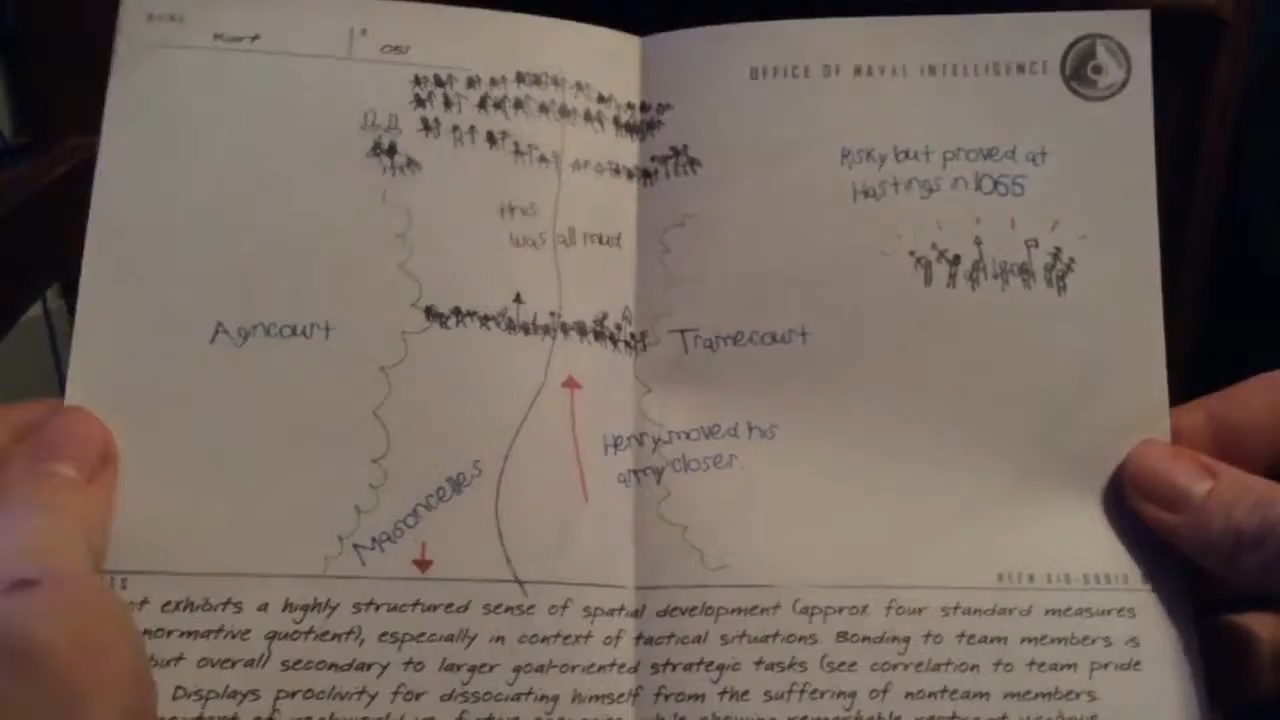 Kurt 051
OFFICE OF NAVAL INTELLIGENCE
Risky but proved at
Hastings in 1055
this
was all mud
Agincourt
Tramecourt
Henry moved his
army closer.
Maisoncelles
exhibits a highly structured sense of spatial development (approx. four standard measures
normative quotient), especially in context of tactical situations. Bonding to team members is
but overall secondary to larger goal-oriented strategic tasks (see correlation to team pride
Displays proclivity for dissociating himself from the suffering of nonteam members